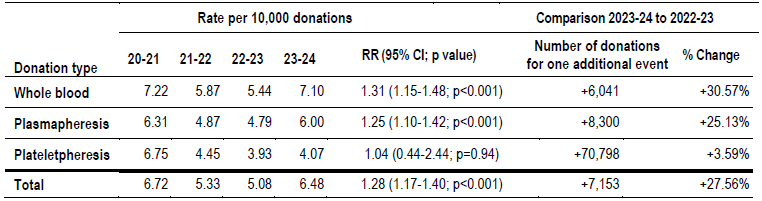 Rate per 10,000 donations Comparison 2023-24 to 2022-23
Donation type 20-21 21-22 22-23 23-24 RR (95% CI; p value) Number of donations for one additional event % Change
Whole blood 7.22 5.87 5.44 7.10 1.31 (1.15-1.48; p<0.001) +6,041 +30.57%
Plasmapheresis 6.31 4.87 4.79 6.00 1.25 (1.10-1.42; p<0.001) +8,300 +25.13%
Plateletpheresis 6.75 4.45 3.93 4.07 1.04 (0.44-2.44; p=0.94) +70,798 +3.59%
Total 6.72 5.33 5.08 6.48 1.28 (1.17-1.40; p<0.001) +7,153 +27.56%